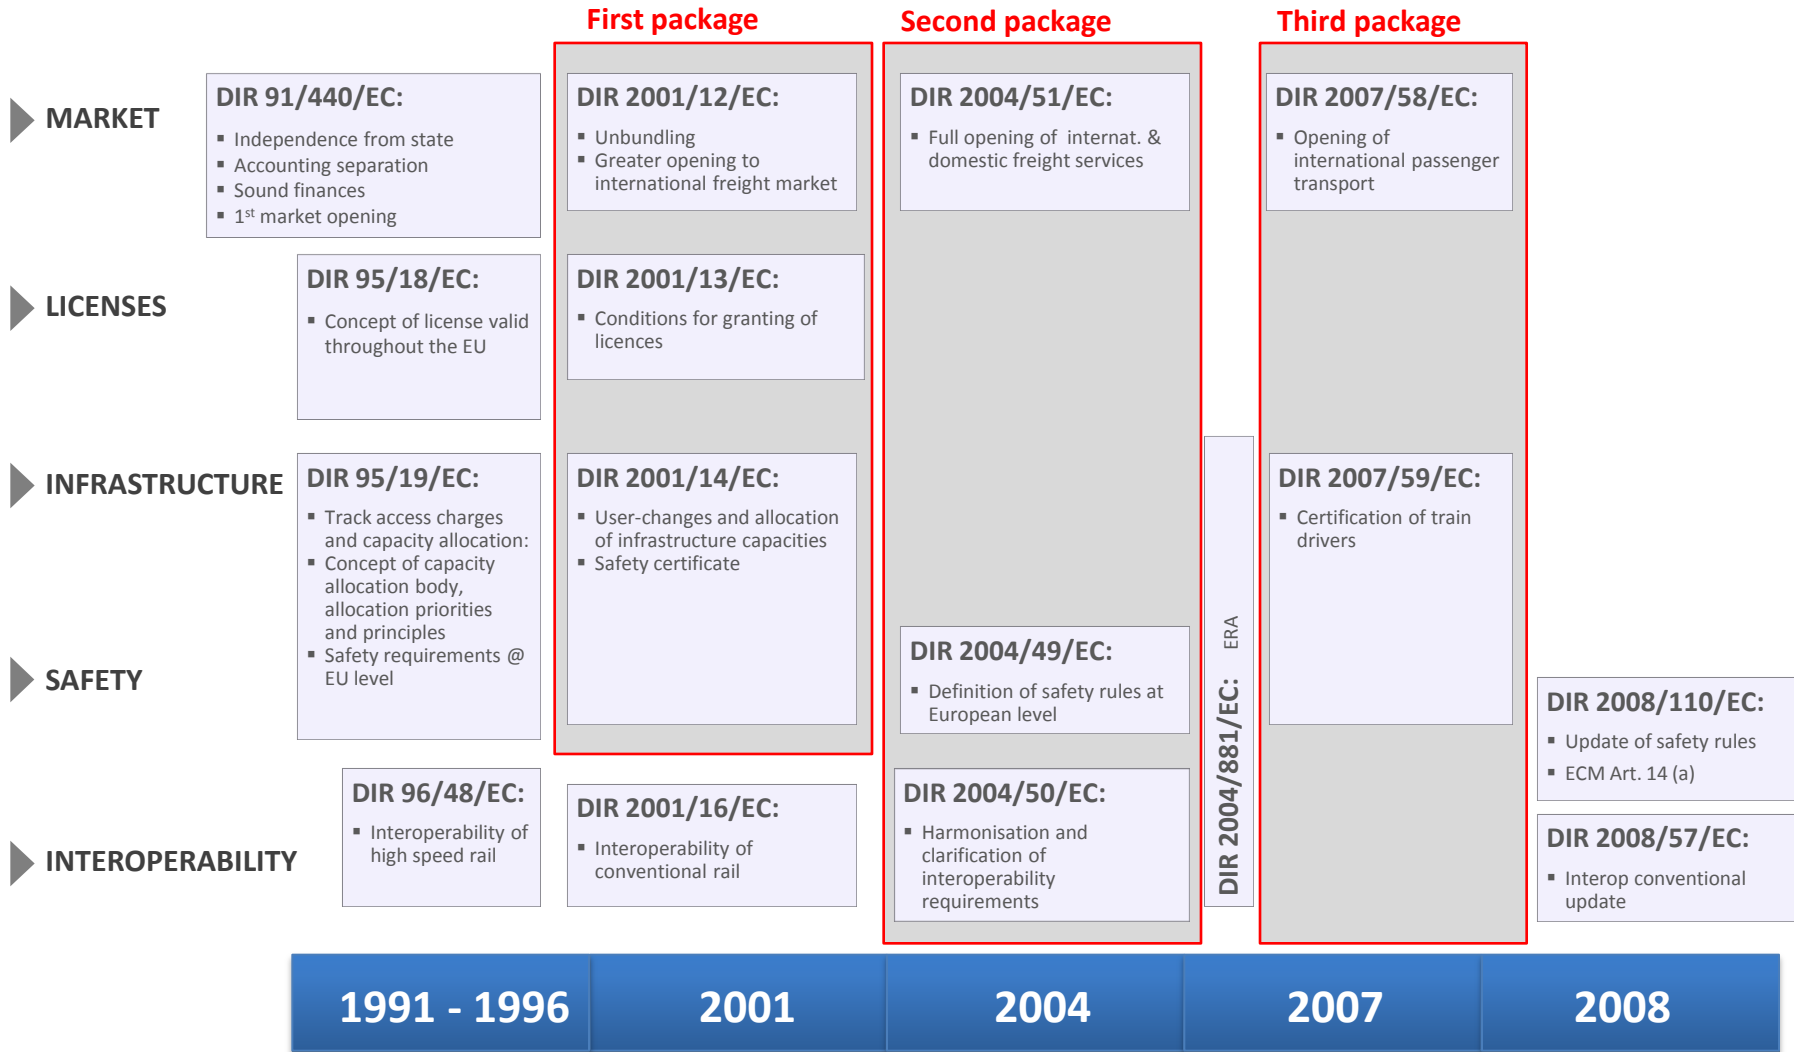 First package
Second package
Third package
MARKET
DIR 91/440/EC:
▪ Independence from state
▪ Accounting separation
▪ Sound finances
▪ 1st market opening
DIR 2001/12/EC:
▪ Unbundling
▪ Greater opening to
international freight market
DIR 2004/51/EC:
▪ Full opening of internat. &
domestic freight services
DIR 2007/58/EC:
▪ Opening of
international passenger
transport
LICENSES
DIR 95/18/EC:
▪ Concept of license valid
throughout the EU
DIR 2001/13/EC:
▪ Conditions for granting of
licences
INFRASTRUCTURE
DIR 95/19/EC:
▪ Track access charges
and capacity allocation:
▪ Concept of capacity
allocation body,
allocation priorities
and principles
▪ Safety requirements @
EU level
DIR 2001/14/EC:
▪ User-changes and allocation
of infrastructure capacities
▪ Safety certificate
DIR 2004/881/EC: ERA
DIR 2007/59/EC:
▪ Certification of train
drivers
SAFETY
DIR 2004/49/EC:
▪ Definition of safety rules at
European level
DIR 2008/110/EC:
▪ Update of safety rules
▪ ECM Art. 14 (a)
INTEROPERABILITY
DIR 96/48/EC:
▪ Interoperability of
high speed rail
DIR 2001/16/EC:
▪ Interoperability of
conventional rail
DIR 2004/50/EC:
▪ Harmonisation and
clarification of
interoperability
requirements
DIR 2008/57/EC:
▪ Interop conventional
update
1991 - 1996
2001
2004
2007
2008